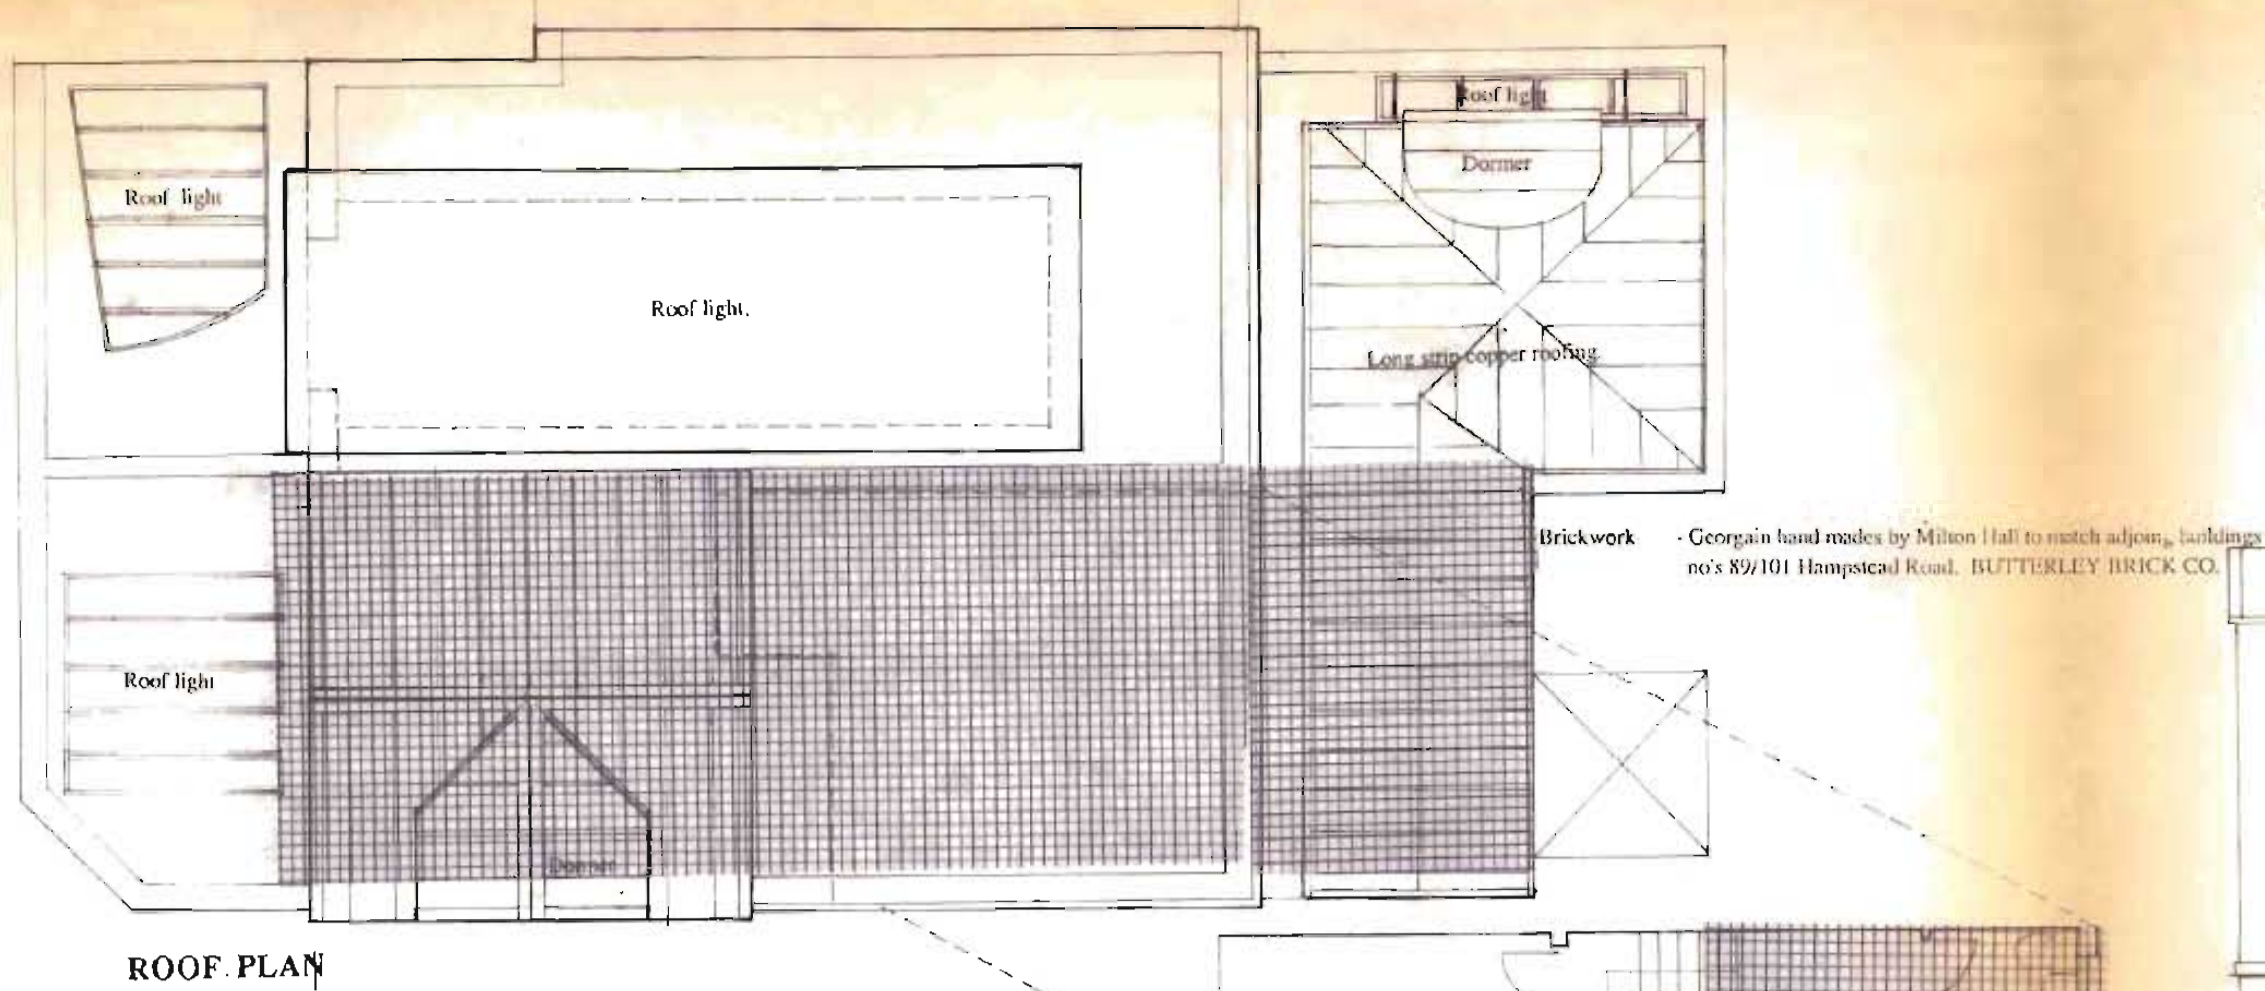 Roof light
Dormer
Roof light
Roof light.
Long strip copper roofing.
Brickwork - Georgain hand mades by Milton Hall to match adjoing buildings
no's 89/101 Hampstead Road. BUTTERLEY BRICK CO.
Roof light
Dormer
ROOF PLAN